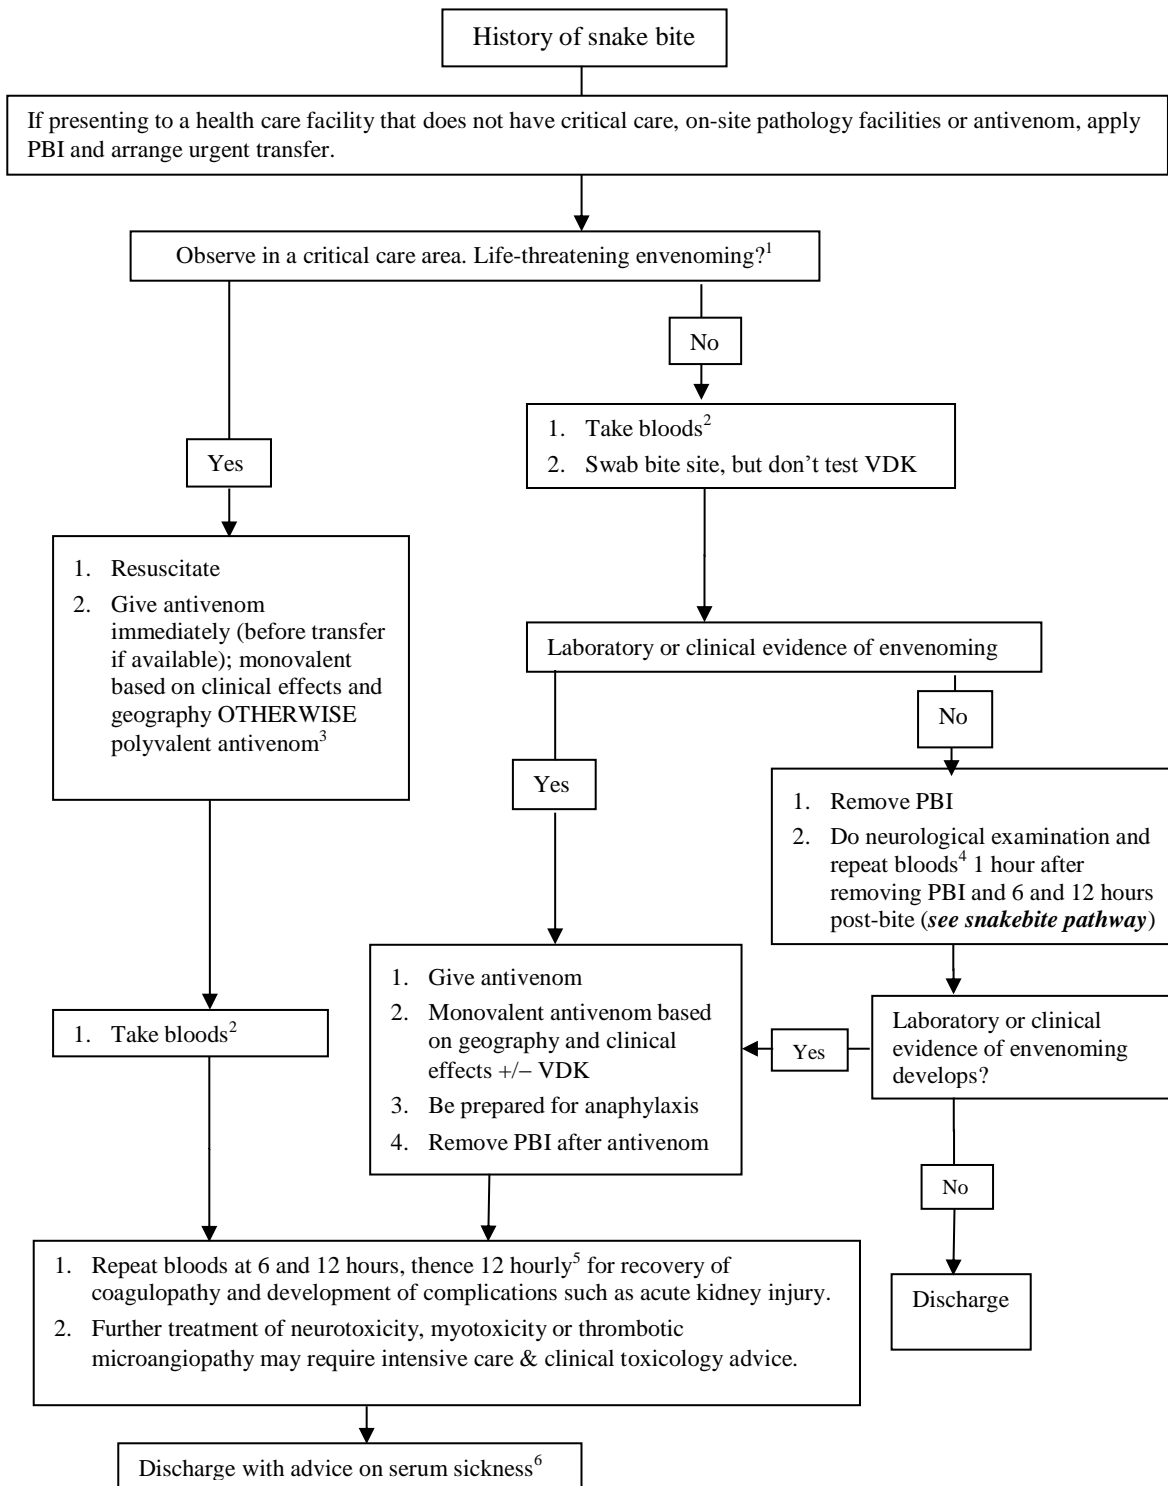 History of snake bite
If presenting to a health care facility that does not have critical care, on-site pathology facilities or antivenom, apply
PBI and arrange urgent transfer.
Observe in a critical care area. Life-threatening envenoming?¹
No
Yes
1. Take bloods²
2. Swab bite site, but don't test VDK
1. Resuscitate
2. Give antivenom
immediately (before transfer
if available); monovalent
based on clinical effects and
geography OTHERWISE
polyvalent antivenom³
Laboratory or clinical evidence of envenoming
No
Yes
1. Remove PBI
2. Do neurological examination and
repeat bloods⁴ 1 hour after
removing PBI and 6 and 12 hours
post-bite (see snakebite pathway)
1. Give antivenom
2. Monovalent antivenom based
on geography and clinical
effects +/− VDK
3. Be prepared for anaphylaxis
4. Remove PBI after antivenom
1. Take bloods²
Yes
Laboratory or clinical
evidence of envenoming
develops?
No
1. Repeat bloods at 6 and 12 hours, thence 12 hourly⁵ for recovery of
coagulopathy and development of complications such as acute kidney injury.
2. Further treatment of neurotoxicity, myotoxicity or thrombotic
microangiopathy may require intensive care & clinical toxicology advice.
Discharge
Discharge with advice on serum sickness⁶